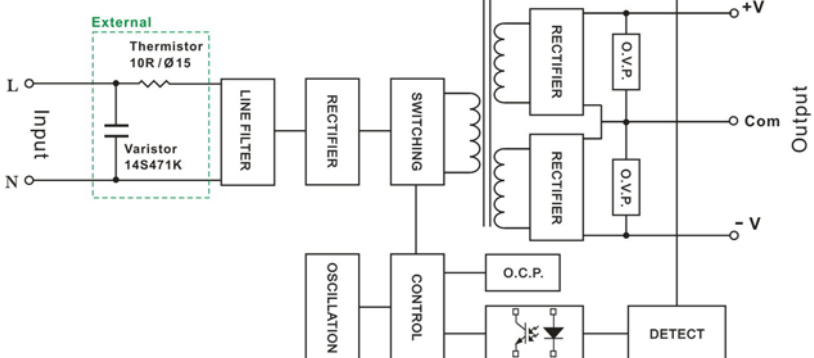 External
Thermistor
10R/Ø15
L
Input
N
Varistor
14S471K
LINE FILTER
RECTIFIER
SWITCHING
RECTIFIER
RECTIFIER
O.V.P.
O.V.P.
+V
Com
- V
Output
OSCILLATION
CONTROL
O.C.P.
DETECT